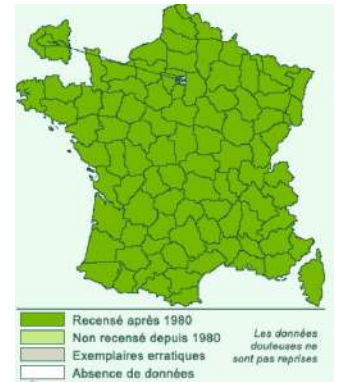 Recensé après 1980
Non recensé depuis 1980
Exemplaires erratiques
Absence de données
Les données
douteuses ne
sont pas reprises